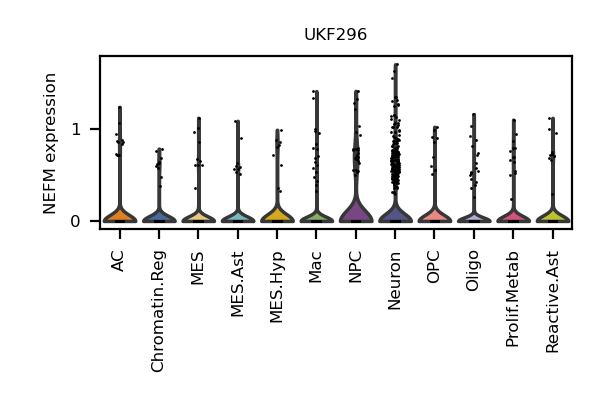 UKF296
NEFM expression
1
0
AC
Chromatin.Reg
MES
MES.Ast
MES.Hyp
Mac
NPC
Neuron
OPC
Oligo
Prolif.Metab
Reactive.Ast